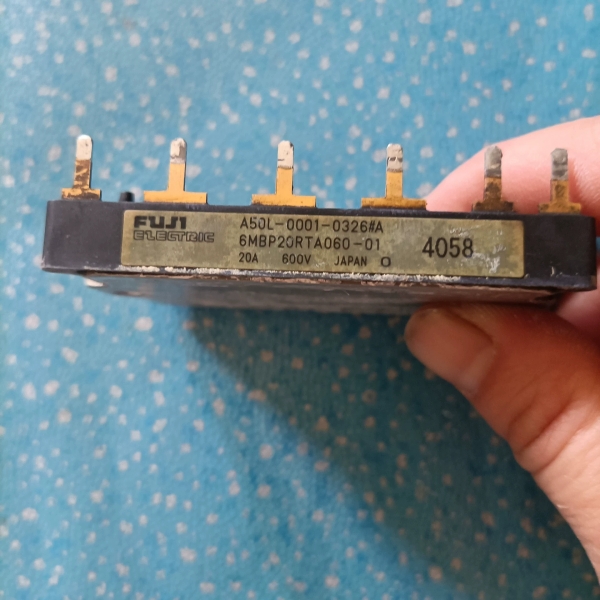 FUJI
ELECTRIC
A50L-0001-0326#A
6MBP20RTA060-01
20A 600V JAPAN O
4058